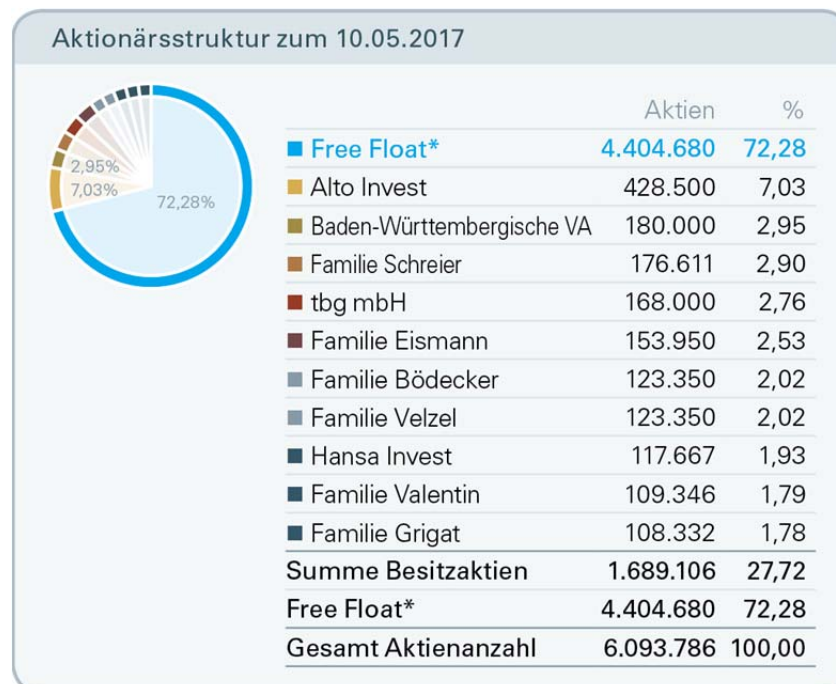 Aktionärsstruktur zum 10.05.2017
Aktien %
Free Float* 4.404.680 72,28
Alto Invest 428.500 7,03
Baden-Württembergische VA 180.000 2,95
Familie Schreier 176.611 2,90
tbg mbH 168.000 2,76
Familie Eismann 153.950 2,53
Familie Bödecker 123.350 2,02
Familie Velzel 123.350 2,02
Hansa Invest 117.667 1,93
Familie Valentin 109.346 1,79
Familie Grigat 108.332 1,78
Summe Besitzaktien 1.689.106 27,72
Free Float* 4.404.680 72,28
Gesamt Aktienanzahl 6.093.786 100,00
2,95%
7,03%
72,28%